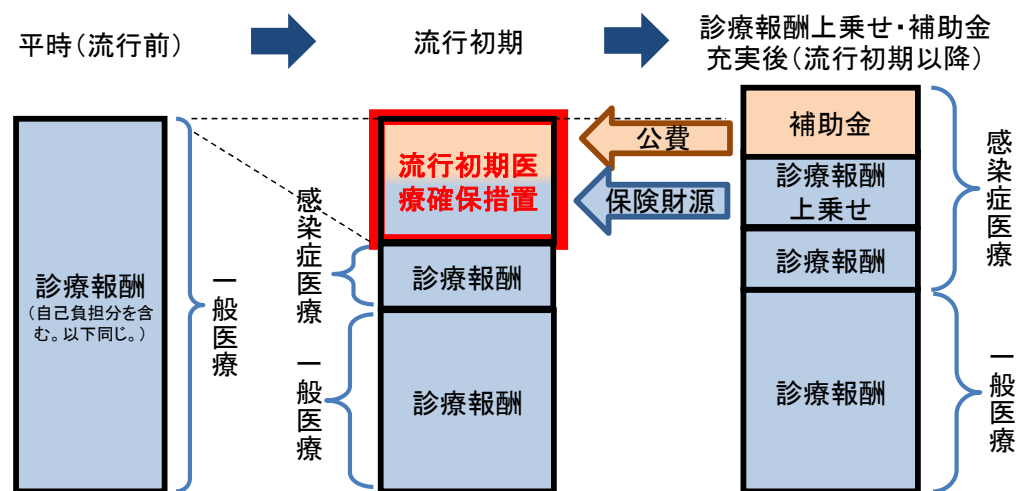 平時(流行前)
流行初期
診療報酬上乗せ・補助金
充実後(流行初期以降)
診療報酬
(自己負担分を含
む。以下同じ。)
一般医療
流行初期医
療確保措置
感染症医療
診療報酬
一般医療
診療報酬
公費
保険財源
補助金
診療報酬
上乗せ
診療報酬
感染症医療
診療報酬
一般医療